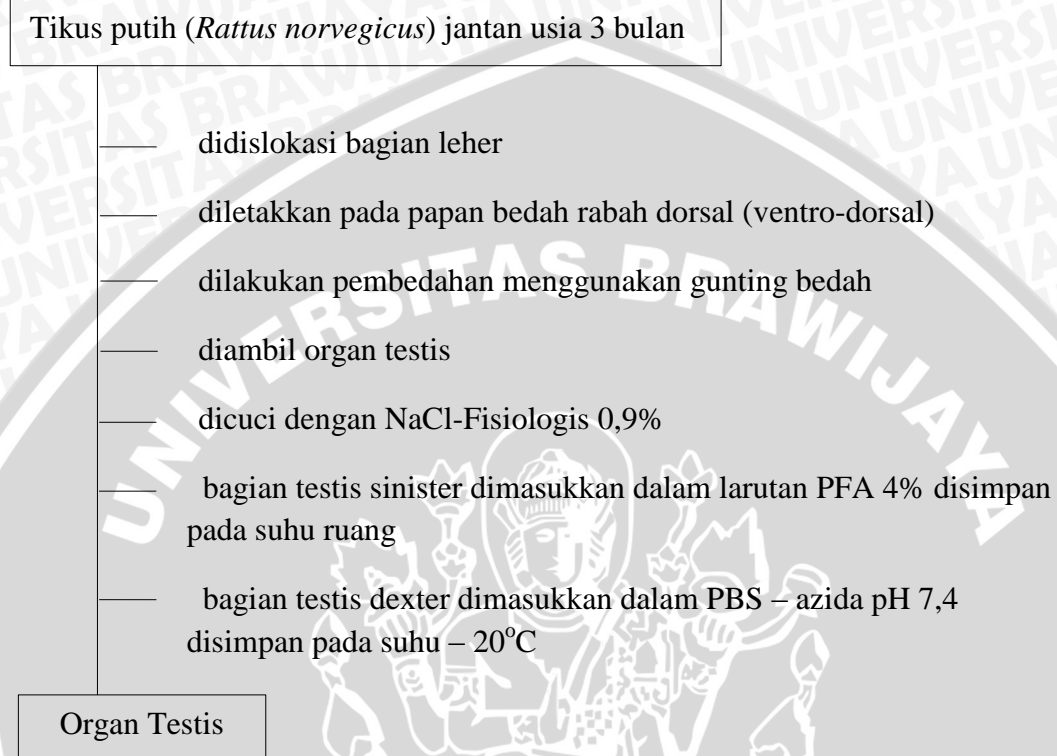 Tikus putih (Rattus norvegicus) jantan usia 3 bulan
didislokasi bagian leher
diletakkan pada papan bedah rabah dorsal (ventro-dorsal)
dilakukan pembedahan menggunakan gunting bedah
diambil organ testis
dicuci dengan NaCl-Fisiologis 0,9%
bagian testis sinister dimasukkan dalam larutan PFA 4% disimpan
pada suhu ruang
bagian testis dexter dimasukkan dalam PBS – azida pH 7,4
disimpan pada suhu – 20°C
Organ Testis
UNIVERSITAS BRAWIJAYA